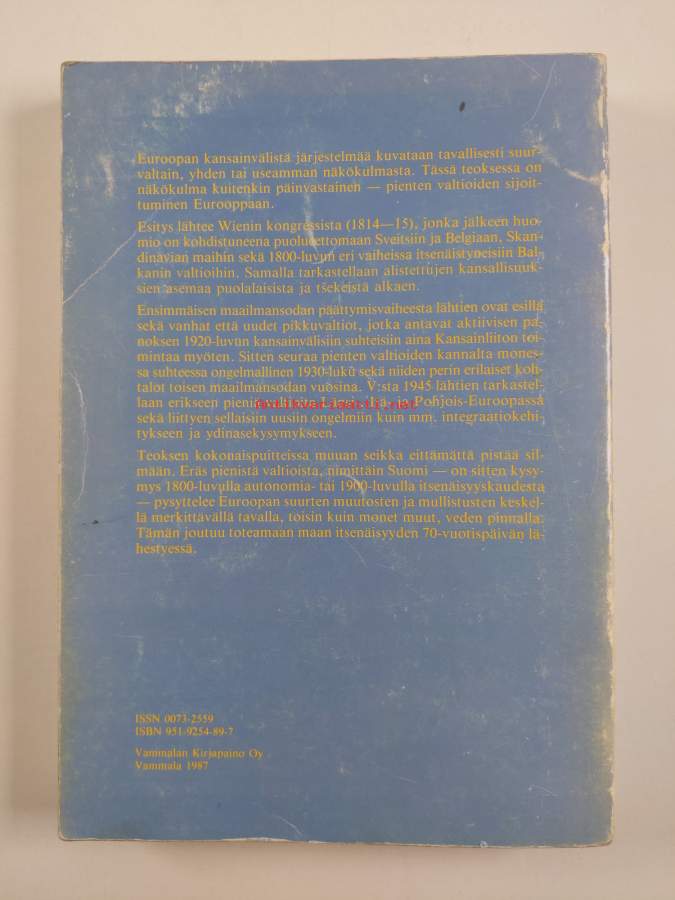 Euroopan kansainvälistä järjestelmää kuvataan tavallisesti suur-
valtain, yhden tai useamman näkökulmasta. Tässä teoksessa on
näkökulma kuitenkin päinvastainen — pienten valtioiden sijoit-
tuminen Eurooppaan.
Esitys lähtee Wienin kongressista (1814—15), jonka jälkeen huo-
mio on kohdistuneena puolueettomaan Sveitsiin ja Belgiaan, Skan-
dinavian maihin sekä 1800-luvun eri vaiheissa itsenäistyneisiin Bal-
kanin valtioihin. Samalla tarkastellaan alistettujen kansallisuuk-
sien asemaa puolalaisista ja tšekeistä alkaen.
Ensimmäisen maailmansodan päättymisvaiheesta lähtien ovat esillä
sekä vanhat että uudet pikkuvaltiot, jotka antavat aktiivisen pa-
noksen 1920-luvun kansainvälisiin suhteisiin aina Kansainliiton toi-
mintaa myöten. Sitten seuraa pienten valtioiden kannalta mones-
sa suhteessa ongelmallinen 1930-luku sekä niiden perin erilaiset koh-
talot toisen maailmansodan vuosina. V:sta 1945 lähtien tarkastel-
laan erikseen pieniä valtioita Länsi-, Itä- ja Pohjois-Euroopassa
antikvariaatti.net
sekä liittyen sellaisiin uusiin ongelmiin kuin mm. integraatiokehi-
tykseen ja ydinasekysymykseen.
Teoksen kokonaispuitteissa muuan seikka eittämättä pistää sil-
mään. Eräs pienistä valtioista, nimittäin Suomi — on sitten kysy-
mys 1800-luvulla autonomia- tai 1900-luvulla itsenäisyyskaudesta
— pysyttelee Euroopan suurten muutosten ja mullistusten keskel-
lä merkittävällä tavalla, toisin kuin monet muut, veden pinnalla.
Tämän joutuu toteamaan maan itsenäisyyden 70-vuotispäivän lä-
hestyessä.
ISSN 0073-2559
ISBN 951-9254-89-7
Vammalan Kirjapaino Oy
Vammala 1987